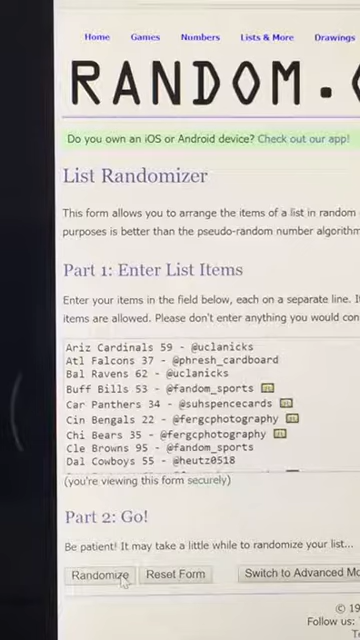 Home Games Numbers Lists & More Drawings
RANDOM.
Do you own an iOS or Android device? Check out our app!
List Randomizer
This form allows you to arrange the items of a list in random
purposes is better than the pseudo-random number algorithm
Part 1: Enter List Items
Enter your items in the field below, each on a separate line. I
items are allowed. Please don't enter anything you would con
Ariz Cardinals 59 - @uclanicks
Atl Falcons 37 - @phresh_cardboard
Bal Ravens 62 - @uclanicks
Buff Bills 53 - @fandom_sports
Car Panthers 34 - @suhspencecards
Cin Bengals 22 - @fergcphotography
Chi Bears 35 - @fergcphotography
Cle Browns 95 - @fandom_sports
Dal Cowboys 55 - @heutz0518
(you're viewing this form securely)
Part 2: Go!
Be patient! It may take a little while to randomize your list...
Randomize Reset Form Switch to Advanced Mo
© 19
Follow us: